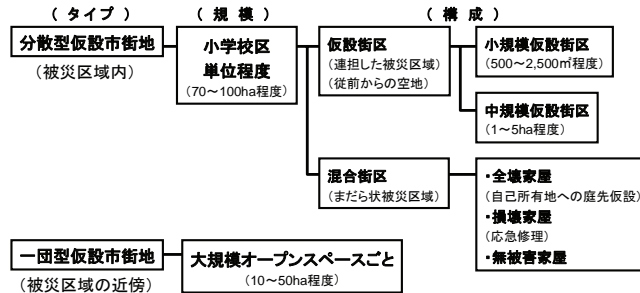 （ タイプ ）
（ 規 模 ）
（ 構 成 ）
分散型仮設市街地
（被災区域内）
小学校区
単位程度
（70～100ha程度）
仮設街区
（連担した被災区域）
（従前からの空地）
小規模仮設街区
（500～2,500㎡程度）
中規模仮設街区
（1～5ha程度）
混合街区
（まだら状被災区域）
・全壊家屋
（自己所有地への庭先仮設）
・損壊家屋
（応急修理）
・無被害家屋
一団型仮設市街地
（被災区域の近傍）
大規模オープンスペースごと
（10～50ha程度）